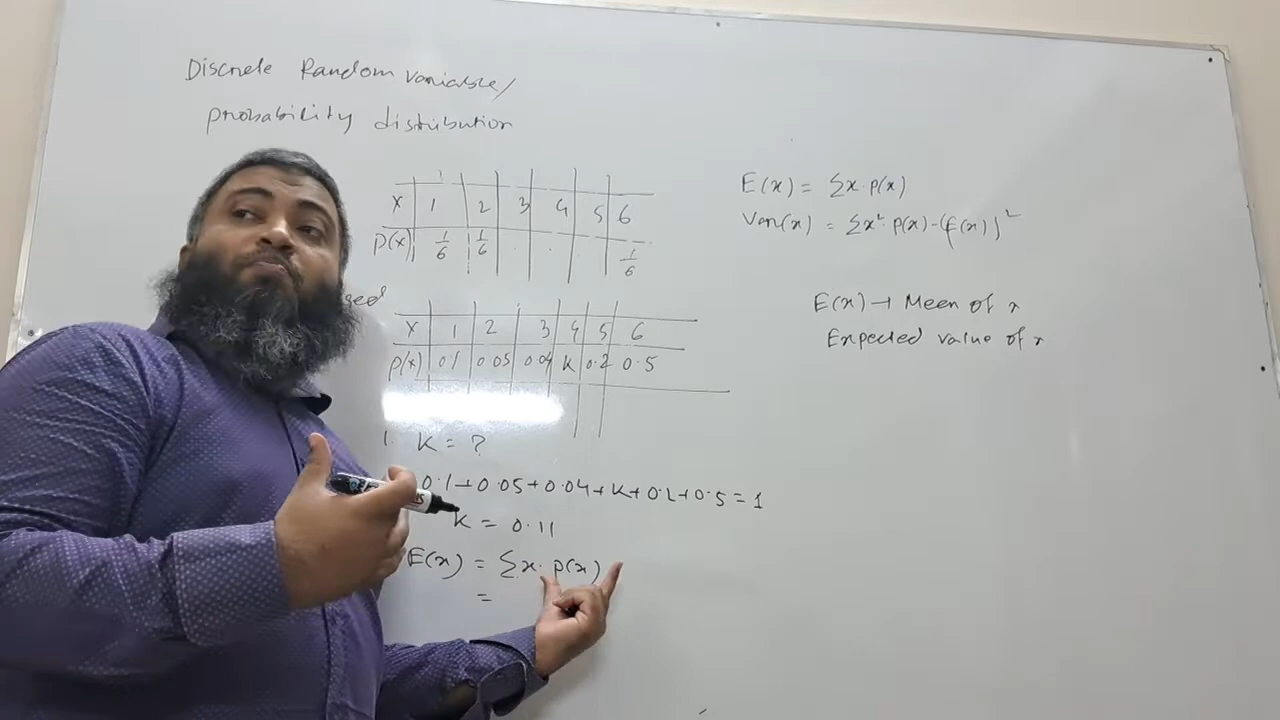 Discrete Random variable/
probability distribution
X 1 2 3 4 5 6
P(x) 1/6 1/6 . . 1/6
X 1 2 3 4 5 6
P(x) 0.1 0.05 0.04 K 0.2 0.5
1. K = ?
0.1+0.05+0.04+K+0.2+0.5=1
K = 0.11
E(x) = Σx·P(x)
=
E(x) = Σx·P(x)
Var(x) = Σx²·P(x)-(E(x))²
E(x) → Mean of x
Expected value of x